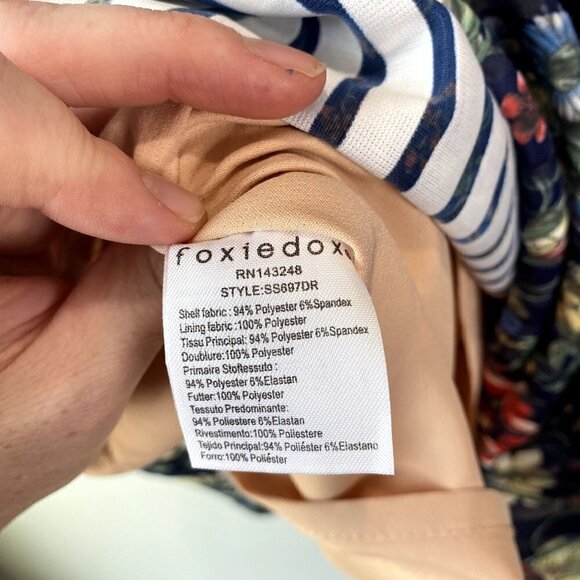 foxiedox
RN143248
STYLE:SS697DR
Shell fabric : 94% Polyester 6%Spandex
Lining fabric:100% Polyester
Tissu Principal: 94% Polyester 6%Spandex
Doublure:100% Polyester
Primaire Stoftessuto :
94% Polyester 6%Elastan
Futter:100% Polyester
Tessuto Predominante:
94% Poliestere 6%Elastan
Rivestimento:100% Poliestere
Tejido Principal:94% Poliéster 6%Elastano
Forro:100% Poliéster